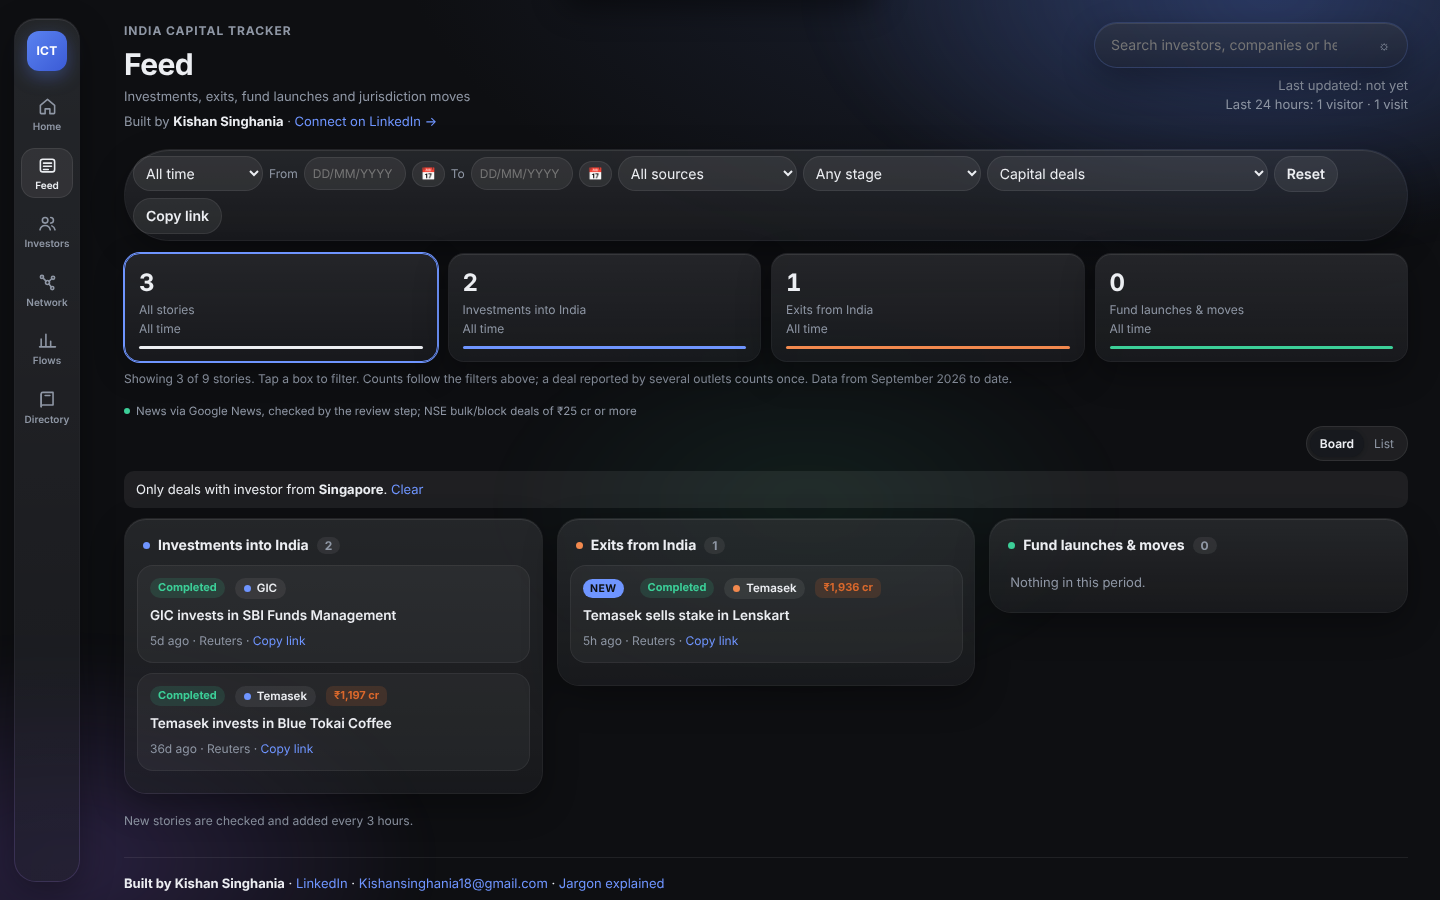 ICT
Home
Feed
Investors
Network
Flows
Directory
INDIA CAPITAL TRACKER
Feed
Investments, exits, fund launches and jurisdiction moves
Built by Kishan Singhania · Connect on LinkedIn →
Search investors, companies or he
Last updated: not yet
Last 24 hours: 1 visitor · 1 visit
All time From DD/MM/YYYY To DD/MM/YYYY All sources Any stage Capital deals Reset
Copy link
3
All stories
All time
2
Investments into India
All time
1
Exits from India
All time
0
Fund launches & moves
All time
Showing 3 of 9 stories. Tap a box to filter. Counts follow the filters above; a deal reported by several outlets counts once. Data from September 2026 to date.
News via Google News, checked by the review step; NSE bulk/block deals of ₹25 cr or more
Board List
Only deals with investor from Singapore. Clear
Investments into India 2
Completed GIC
GIC invests in SBI Funds Management
5d ago · Reuters · Copy link
Completed Temasek ₹1,197 cr
Temasek invests in Blue Tokai Coffee
36d ago · Reuters · Copy link
Exits from India 1
NEW Completed Temasek ₹1,936 cr
Temasek sells stake in Lenskart
5h ago · Reuters · Copy link
Fund launches & moves 0
Nothing in this period.
New stories are checked and added every 3 hours.
Built by Kishan Singhania · LinkedIn · Kishansinghania18@gmail.com · Jargon explained